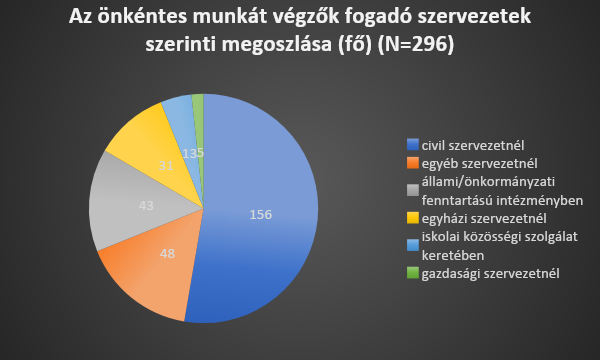 Az önkéntes munkát végzők fogadó szervezetek
szerinti megoszlása (fő) (N=296)
156
48
43
31
13
5
civil szervezetnél
egyéb szervezetnél
állami/önkormányzati
fenntartású intézményben
egyházi szervezetnél
iskolai közösségi szolgálat
keretében
gazdasági szervezetnél